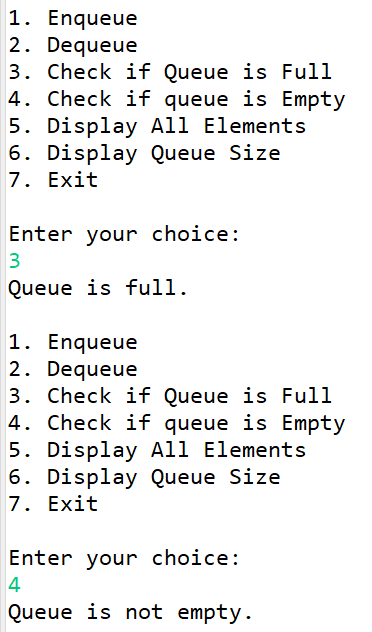 1. Enqueue
2. Dequeue
3. Check if Queue is Full
4. Check if queue is Empty
5. Display All Elements
6. Display Queue Size
7. Exit
Enter your choice:
3
Queue is full.
1. Enqueue
2. Dequeue
3. Check if Queue is Full
4. Check if queue is Empty
5. Display All Elements
6. Display Queue Size
7. Exit
Enter your choice:
4
Queue is not empty.